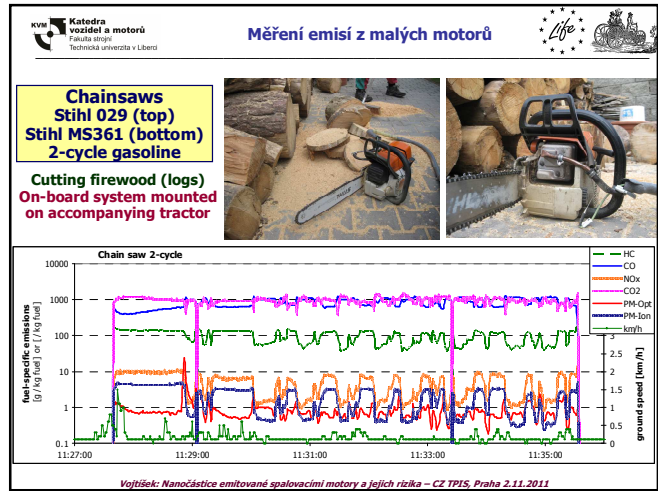 KVM
Katedra
vozidel a motorů
Fakulta strojní
Technická univerzita v Liberci
Měření emisí z malých motorů
Life
Chainsaws
Stihl 029 (top)
Stihl MS361 (bottom)
2-cycle gasoline
Cutting firewood (logs)
On-board system mounted
on accompanying tractor
Chain saw 2-cycle
fuel-specific emissions
[g / kg fuel] or [/ kg fuel]
10000
1000
100
10
1
0.1
HC
CO
NOx
CO2
PM-Opt
PM-Ion
km/h
3
2.5
2
1.5
1
0.5
0
ground speed [km/h]
11:27:00
11:29:00
11:31:00
11:33:00
11:35:00
Vojtíšek: Nanočástice emitované spalovacími motory a jejich rizika – CZ TPIS, Praha 2.11.2011